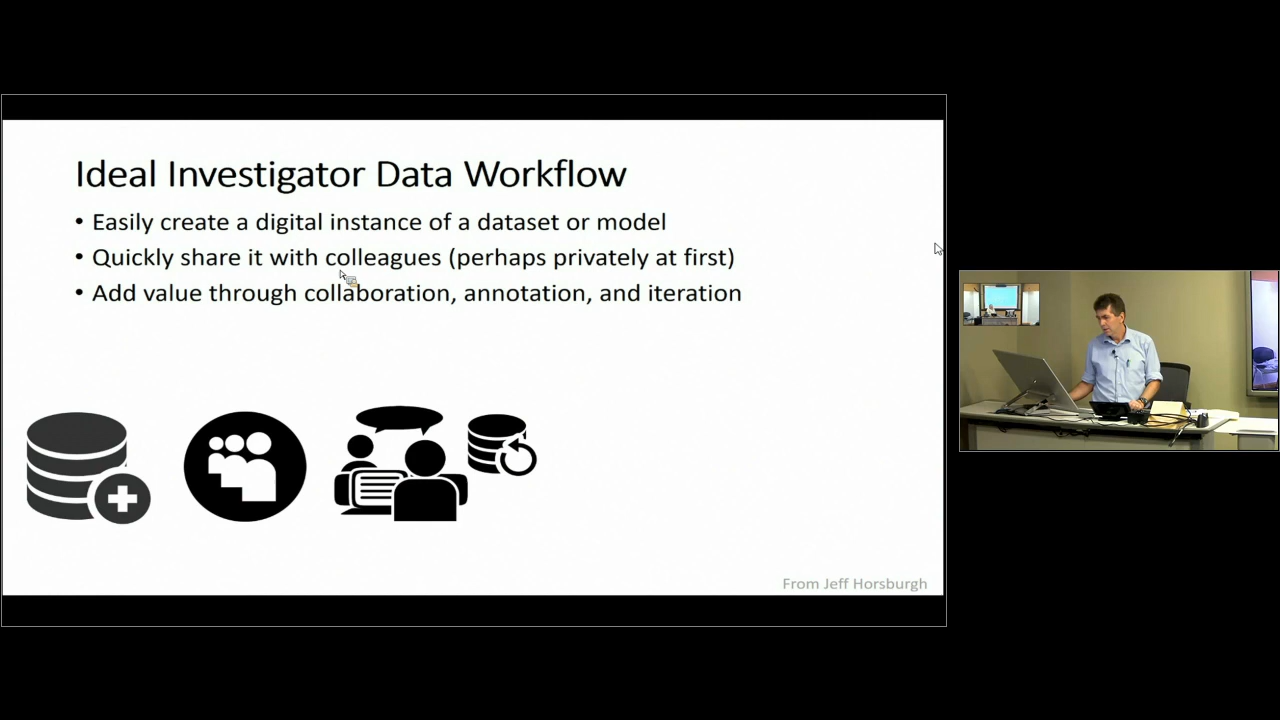 Ideal Investigator Data Workflow
• Easily create a digital instance of a dataset or model
• Quickly share it with colleagues (perhaps privately at first)
• Add value through collaboration, annotation, and iteration
From Jeff Horsburgh